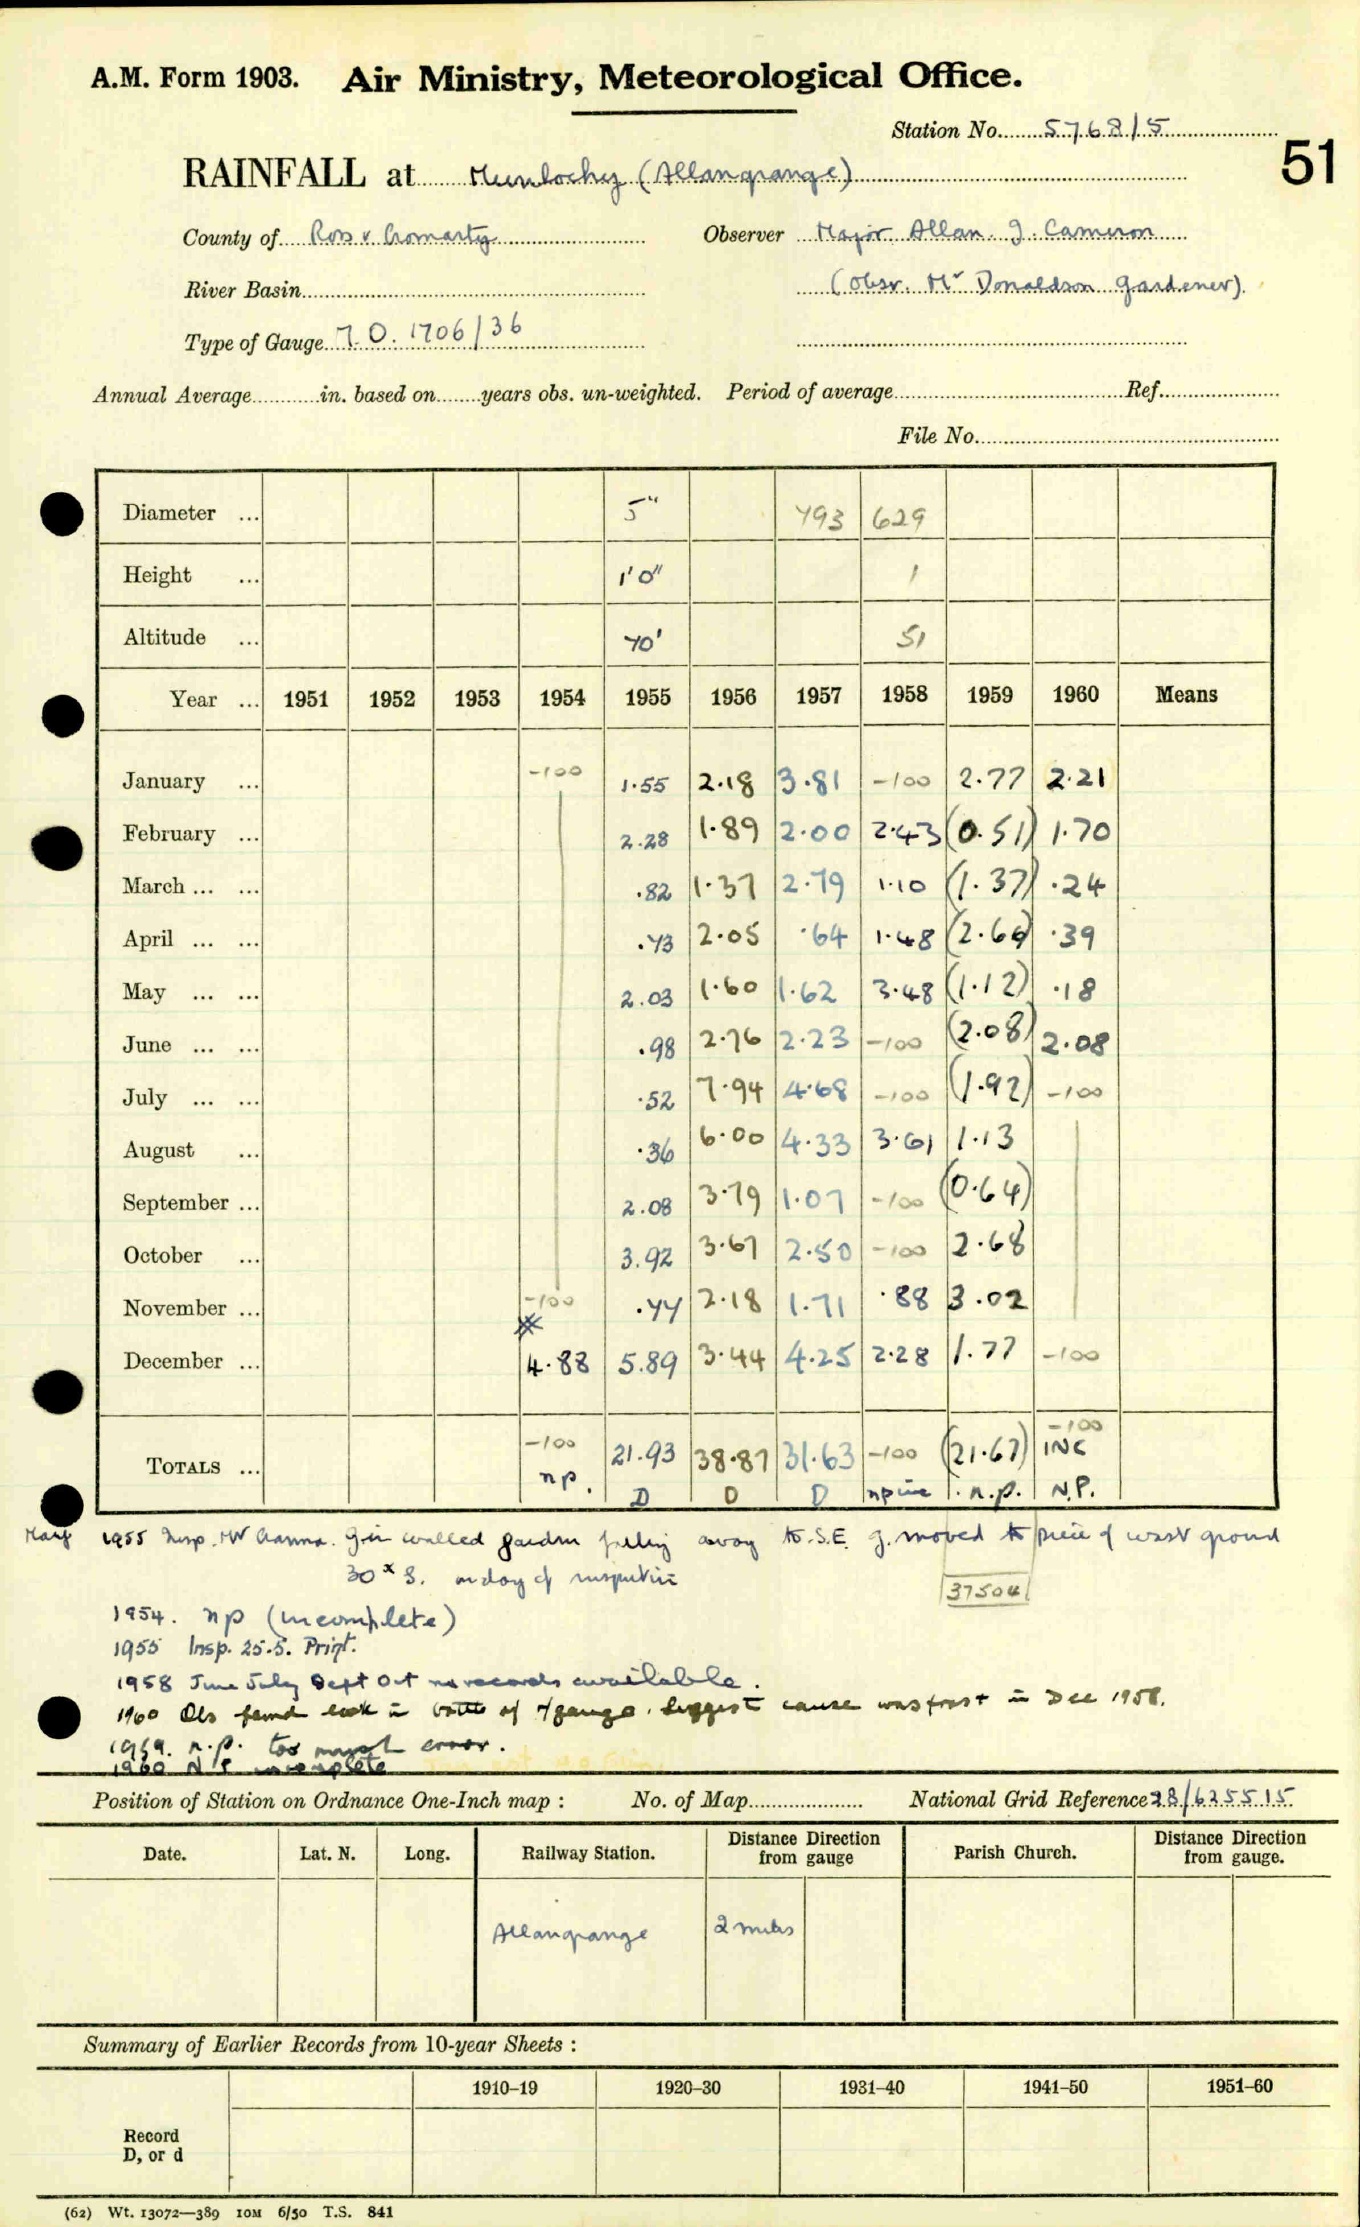 A.M. Form 1903. Air Ministry, Meteorological Office.
Station No. 5768/5
51
RAINFALL at Munlochy (Allangrange)
County of Ross & Cromarty Observer Major Allan J. Cameron
River Basin (Obsr. Mr Donaldson gardener).
Type of Gauge 7.O. 1706/36
Annual Average in. based on years obs. un-weighted. Period of average Ref.
File No.
Diameter ... 5" 793 629
Height ... 1'0" 1
Altitude ... 70' 51
Year ... 1951 1952 1953 1954 1955 1956 1957 1958 1959 1960 Means
January ... -100 1.55 2.18 3.81 -100 2.77 2.21
February ... 2.28 1.89 2.00 2.43 (0.51) 1.70
March ... ... .82 1.37 2.79 1.10 (1.37) .24
April ... ... .73 2.05 .64 1.48 (2.66) .39
May ... ... 2.03 1.60 1.62 3.48 (1.12) .18
June ... ... .98 2.76 2.23 -100 (2.08) 2.08
July ... ... .52 7.94 4.68 -100 (1.92) -100
August ... .36 6.00 4.33 3.61 1.13
September ... 2.08 3.79 1.07 -100 (0.64)
October ... 3.92 3.67 2.50 -100 2.68
November ... -100 .77 2.18 1.71 .88 3.02
December ... 4.88 5.89 3.44 4.25 2.28 1.77 -100
-100
TOTALS ... -100 21.93 38.87 31.63 -100 (21.67) INC
np. D D D np inc n.p. N.P.
1955 Insp. G. in walled garden falling away to S.E. g. moved to piece of wast ground
30 x S. on day of inspection
37504
1954. np (incomplete)
1955 Insp. 25.5. Print.
1958 June July Sept Oct no records available.
1960 Obs found leak in of gauge. Suggest cause was frost in Dec 1958.
1959. n.p. too much error.
1960 N P incomplete
Position of Station on Ordnance One-Inch map : No. of Map National Grid Reference 28/625515
Date. Lat. N. Long. Railway Station. Distance Direction from gauge Parish Church. Distance Direction from gauge.
Allangrange 2 miles
Summary of Earlier Records from 10-year Sheets :
1910–19 1920–30 1931–40 1941–50 1951–60
Record
D, or d
(62) Wt. 13072—389 10M 6/50 T.S. 841